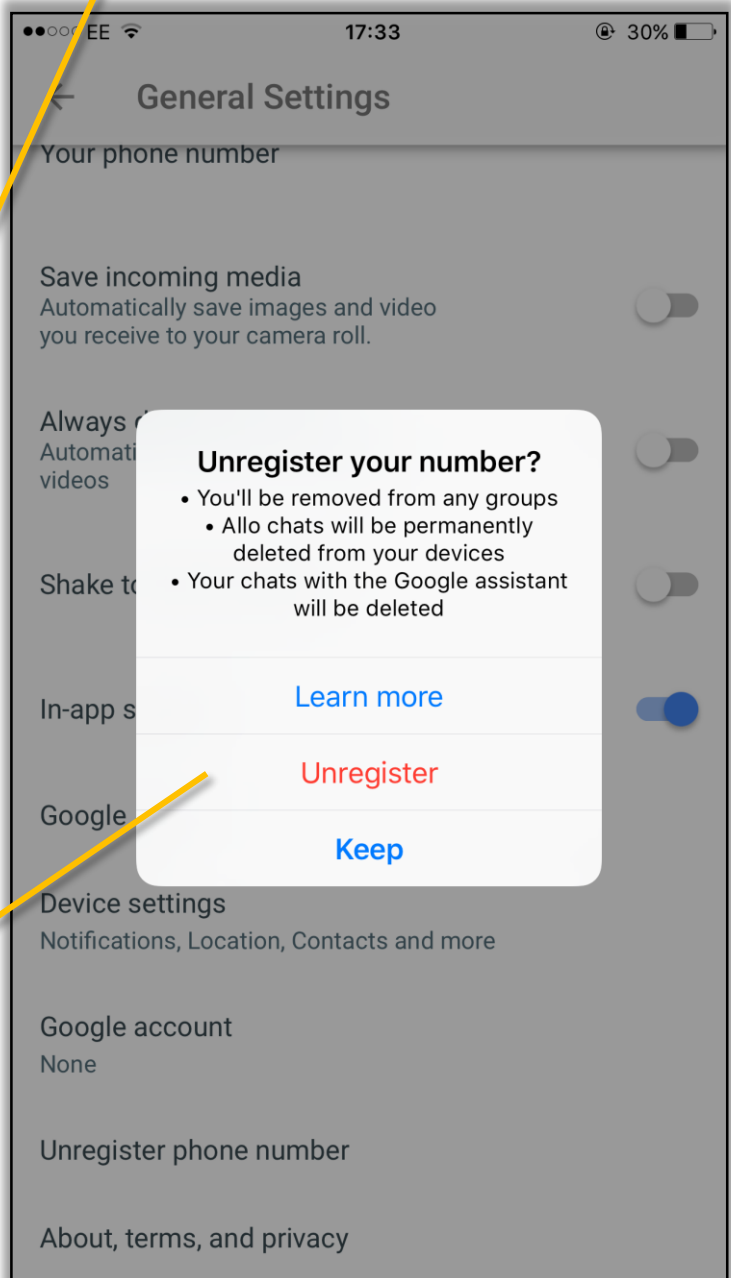 EE 17:33 30%
General Settings
Your phone number
Save incoming media
Automatically save images and video
you receive to your camera roll.
Always
Automati
videos
Unregister your number?
• You'll be removed from any groups
• Allo chats will be permanently
deleted from your devices
• Your chats with the Google assistant
will be deleted
Shake to
Learn more
In-app s
Unregister
Google
Keep
Device settings
Notifications, Location, Contacts and more
Google account
None
Unregister phone number
About, terms, and privacy